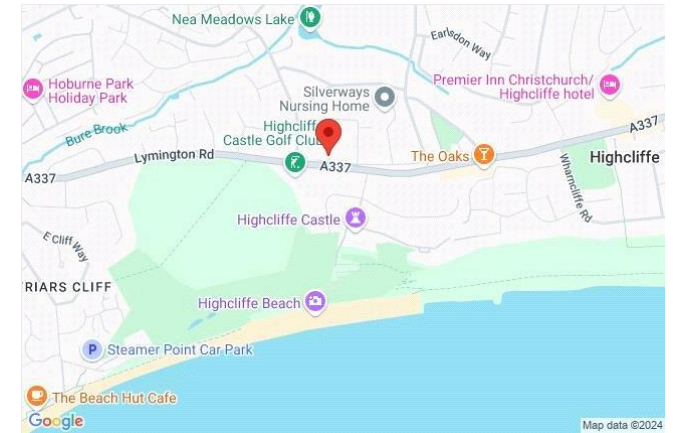 Nea Meadows Lake
Earlsdon Way
Hoburne Park
Holiday Park
Silverways
Nursing Home
Premier Inn Christchurch/
Highcliffe hotel
Bure Brook
Highcliffe
Castle Golf Club
A337
Lymington Rd
A337
The Oaks
Highcliffe
A337
Wharncliffe Rd
Highcliffe Castle
E Cliff Way
RIARS CLIFF
Highcliffe Beach
Steamer Point Car Park
P
The Beach Hut Cafe
Google
Map data ©2024